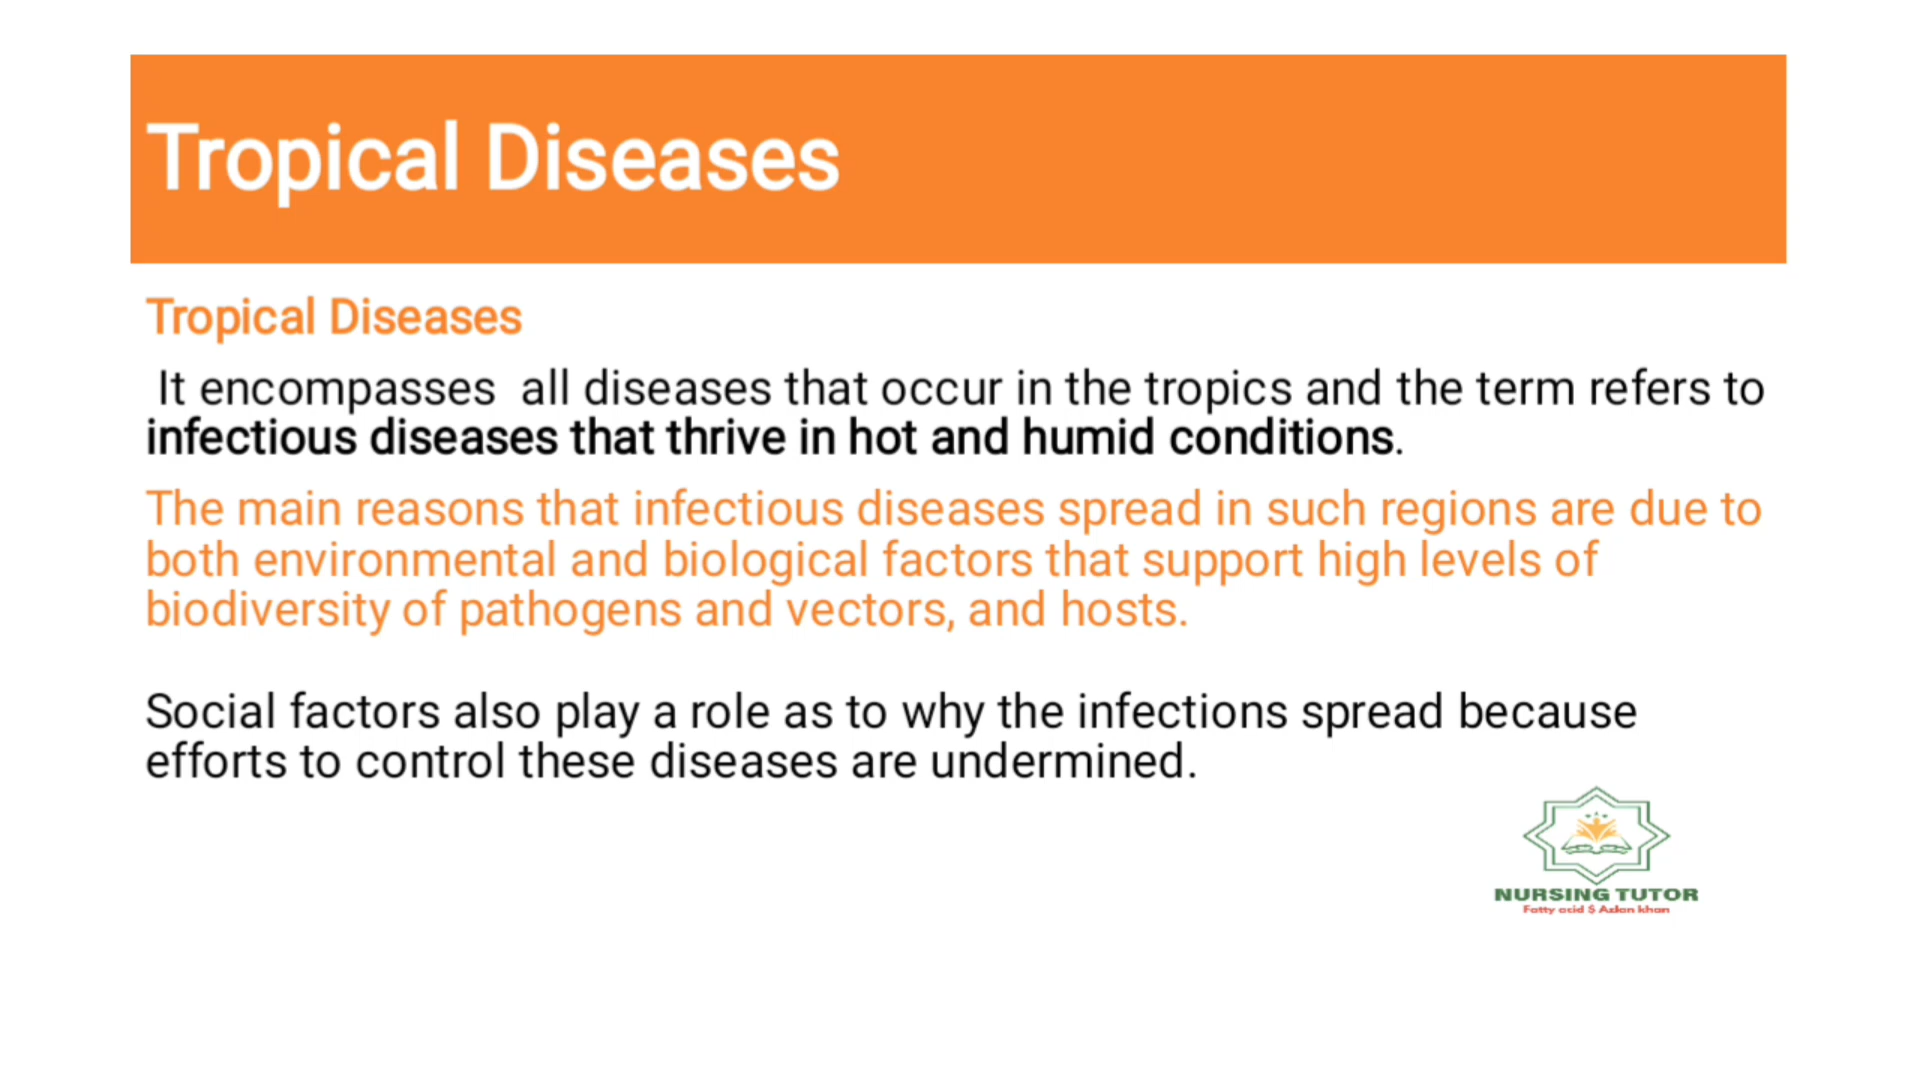 Tropical Diseases
Tropical Diseases
It encompasses  all diseases that occur in the tropics and the term refers to
infectious diseases that thrive in hot and humid conditions.
The main reasons that infectious diseases spread in such regions are due to
both environmental and biological factors that support high levels of
biodiversity of pathogens and vectors, and hosts.
Social factors also play a role as to why the infections spread because
efforts to control these diseases are undermined.
NURSING TUTOR
Fatty acid $ khan